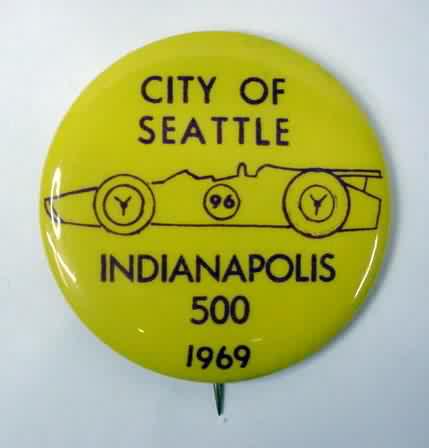 CITY OF
SEATTLE
96
INDIANAPOLIS
500
1969